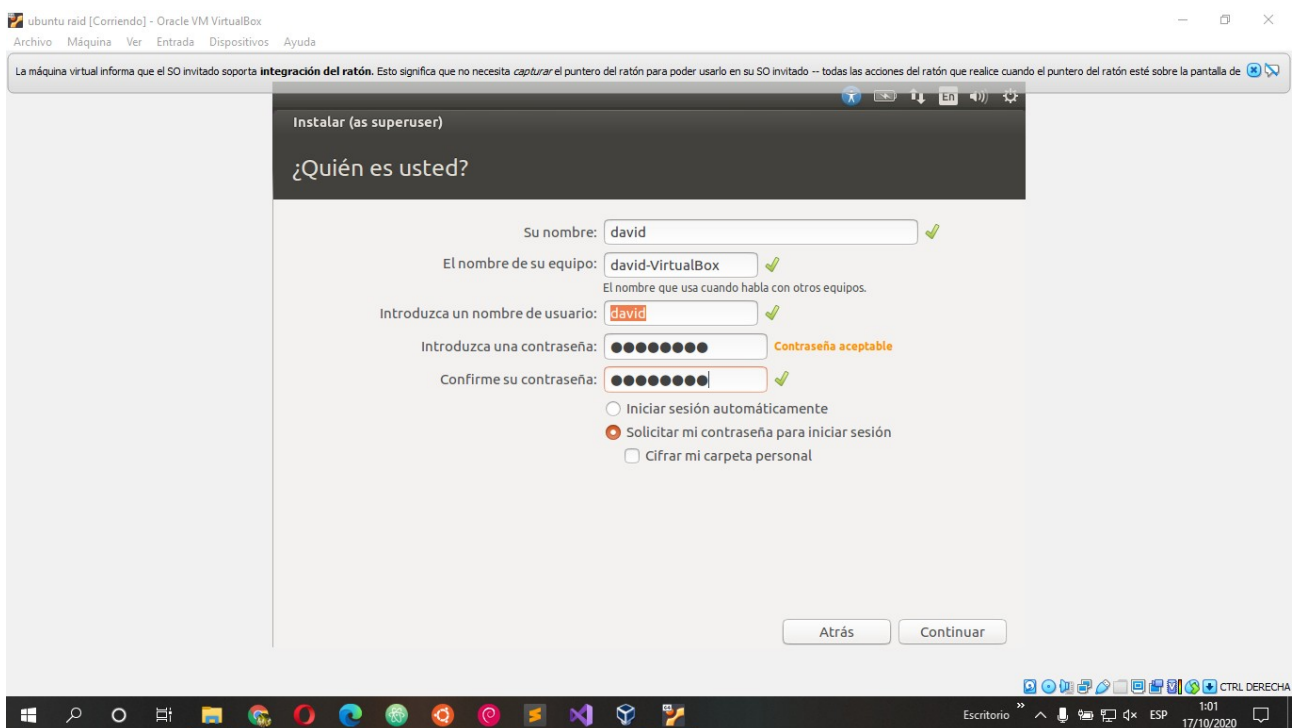 ubuntu raid [Corriendo] - Oracle VM VirtualBox
Archivo Máquina Ver Entrada Dispositivos Ayuda
La máquina virtual informa que el SO invitado soporta integración del ratón. Esto significa que no necesita capturar el puntero del ratón para poder usarlo en su SO invitado -- todas las acciones del ratón que realice cuando el puntero del ratón esté sobre la pantalla de
En
Instalar (as superuser)
¿Quién es usted?
Su nombre: david
El nombre de su equipo: david-VirtualBox
El nombre que usa cuando habla con otros equipos.
Introduzca un nombre de usuario: david
Introduzca una contraseña: ●●●●●●●● Contraseña aceptable
Confirme su contraseña: ●●●●●●●●
Iniciar sesión automáticamente
Solicitar mi contraseña para iniciar sesión
Cifrar mi carpeta personal
Atrás Continuar
CTRL DERECHA
Escritorio » ESP 1:01
17/10/2020